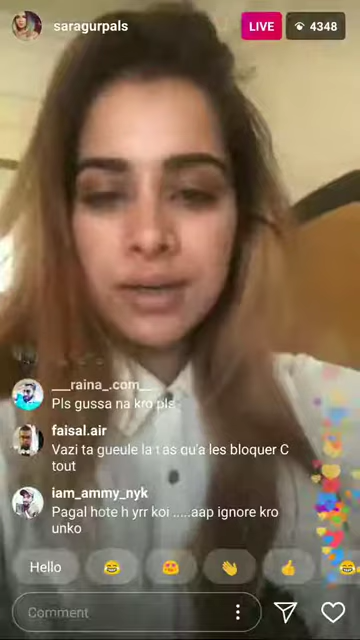 saragurpals
LIVE
4348
___raina_.com__
Pls gussa na kro pls
faisal.air
Vazi ta gueule la t as qu'a les bloquer C
tout
iam_ammy_nyk
Pagal hote h yrr koi .....aap ignore kro
unko
Hello
Comment